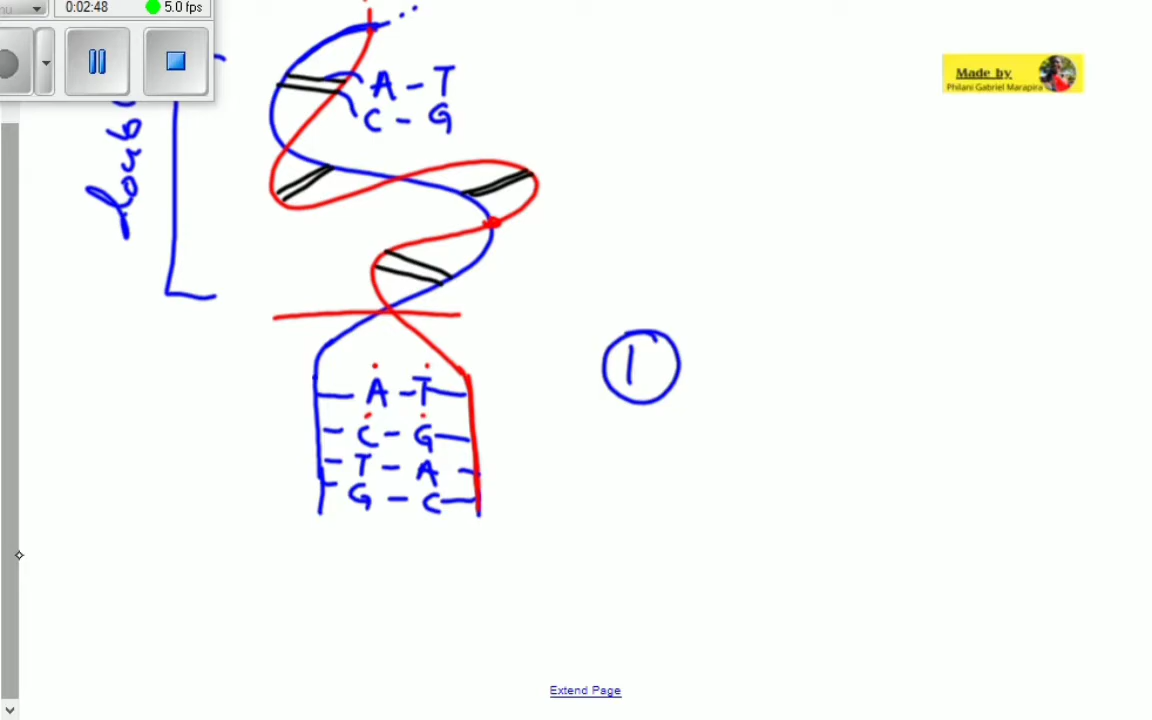 0:02:48 5.0 fps
Made by
Philani Gabriel Marapira
A - T
C - G
1
A - T
C - G
T - A
G - C
Extend Page